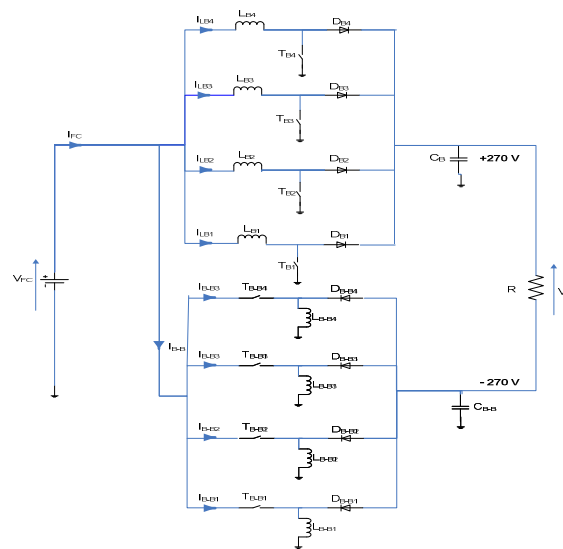 LB4
DB4
ILB4
TB4
LB3
DB3
ILB3
TB3
IFC
LB2
DB2
ILB2
TB2
CB
+270 V
LB1
DB1
ILB1
TB1
VFC
+
-
IB-B3
TB-B4
DB-B4
LB-B4
R
V
IB-B
IB-B3
TB-B3
DB-B3
LB-B3
- 270 V
CB-B
IB-B2
TB-B2
DB-B2
LB-B2
IB-B1
TB-B1
DB-B1
LB-B1